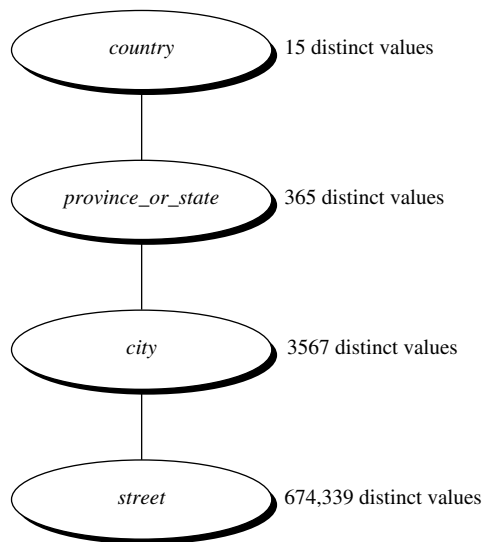 country 15 distinct values
province_or_state 365 distinct values
city 3567 distinct values
street 674,339 distinct values